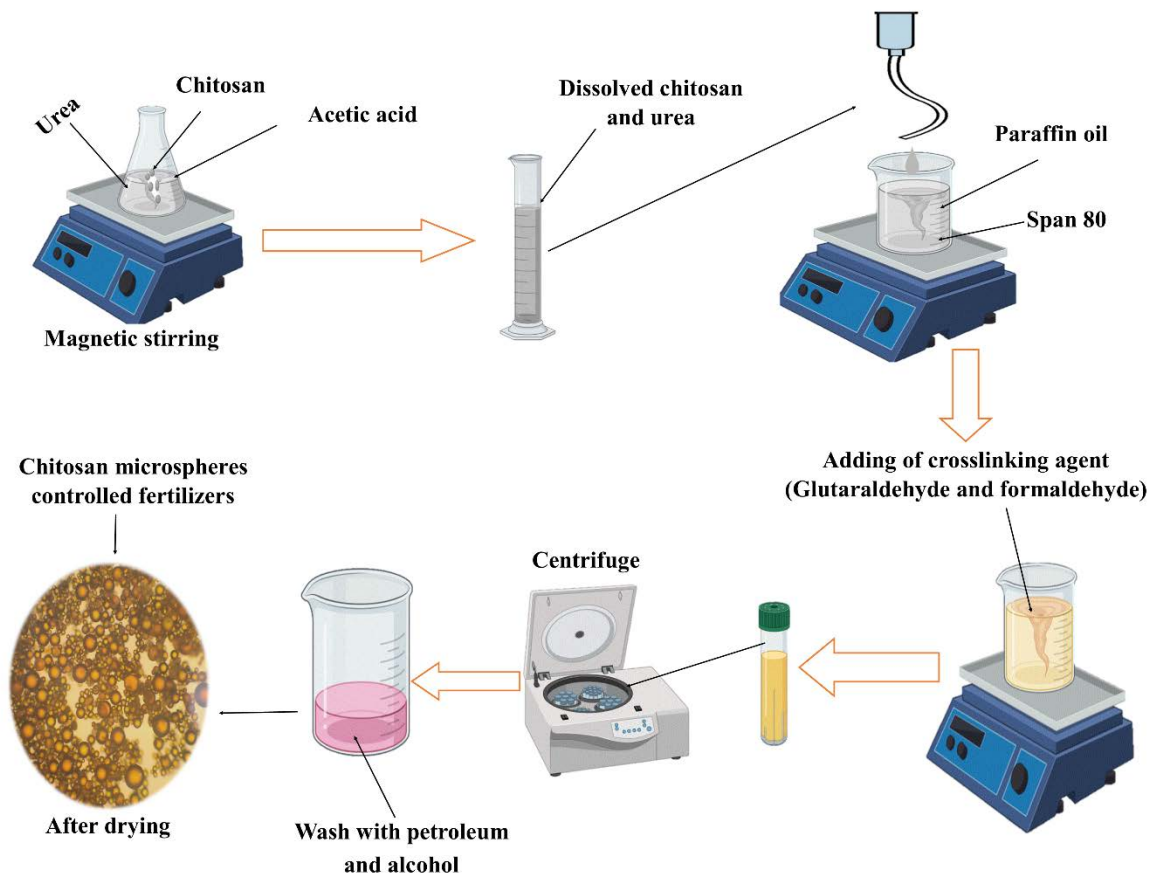 Chitosan
Urea
Acetic acid
Magnetic stirring
Dissolved chitosan
and urea
Paraffin oil
Span 80
Adding of crosslinking agent
(Glutaraldehyde and formaldehyde)
Centrifuge
Wash with petroleum
and alcohol
Chitosan microspheres
controlled fertilizers
After drying